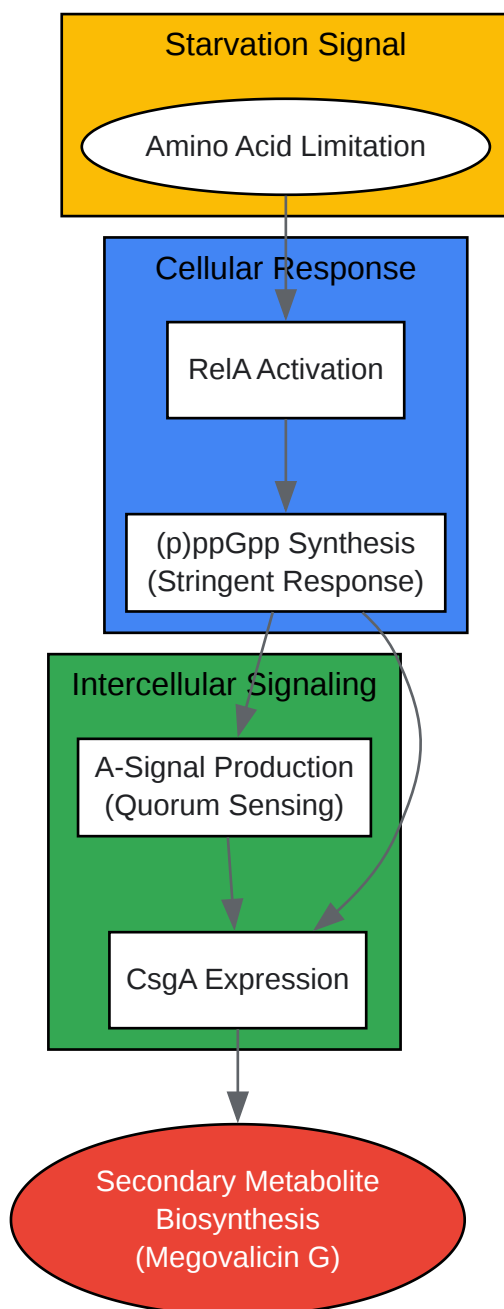 Starvation Signal
Amino Acid Limitation
Cellular Response
RelA Activation
(p)ppGpp Synthesis
(Stringent Response)
Intercellular Signaling
A-Signal Production
(Quorum Sensing)
CsgA Expression
Secondary Metabolite
Biosynthesis
(Megovalicin G)